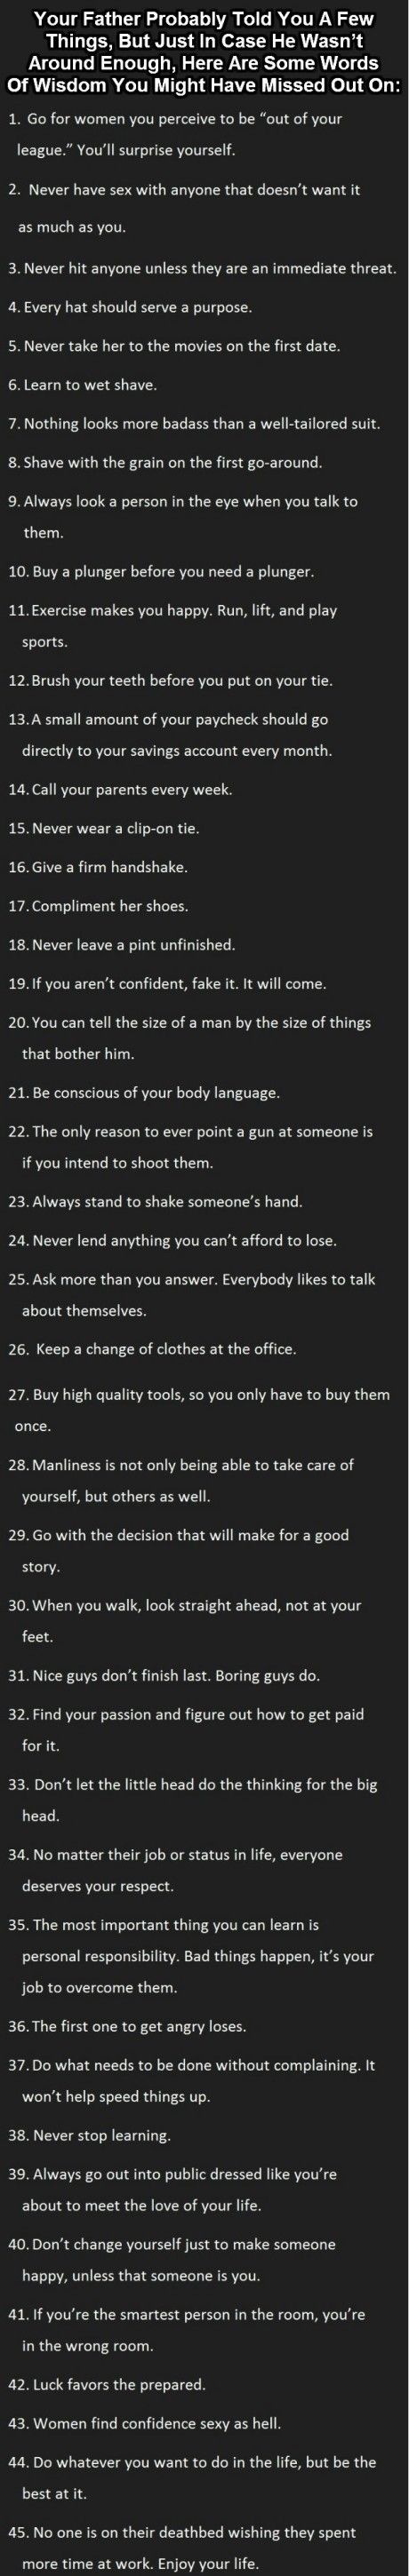 Your Father Probably Told You A Few
Things, But Just In Case He Wasn't
Around Enough, Here Are Some Words
Of Wisdom You Might Have Missed Out On:
1. Go for women you perceive to be “out of your
league.” You’ll surprise yourself.
2. Never have sex with anyone that doesn’t want it
as much as you.
3. Never hit anyone unless they are an immediate threat.
4. Every hat should serve a purpose.
5. Never take her to the movies on the first date.
6. Learn to wet shave.
7. Nothing looks more badass than a well-tailored suit.
8. Shave with the grain on the first go-around.
9. Always look a person in the eye when you talk to
them.
10. Buy a plunger before you need a plunger.
11. Exercise makes you happy. Run, lift, and play
sports.
12. Brush your teeth before you put on your tie.
13. A small amount of your paycheck should go
directly to your savings account every month.
14. Call your parents every week.
15. Never wear a clip-on tie.
16. Give a firm handshake.
17. Compliment her shoes.
18. Never leave a pint unfinished.
19. If you aren’t confident, fake it. It will come.
20. You can tell the size of a man by the size of things
that bother him.
21. Be conscious of your body language.
22. The only reason to ever point a gun at someone is
if you intend to shoot them.
23. Always stand to shake someone’s hand.
24. Never lend anything you can’t afford to lose.
25. Ask more than you answer. Everybody likes to talk
about themselves.
26. Keep a change of clothes at the office.
27. Buy high quality tools, so you only have to buy them
once.
28. Manliness is not only being able to take care of
yourself, but others as well.
29. Go with the decision that will make for a good
story.
30. When you walk, look straight ahead, not at your
feet.
31. Nice guys don’t finish last. Boring guys do.
32. Find your passion and figure out how to get paid
for it.
33. Don’t let the little head do the thinking for the big
head.
34. No matter their job or status in life, everyone
deserves your respect.
35. The most important thing you can learn is
personal responsibility. Bad things happen, it’s your
job to overcome them.
36. The first one to get angry loses.
37. Do what needs to be done without complaining. It
won’t help speed things up.
38. Never stop learning.
39. Always go out into public dressed like you’re
about to meet the love of your life.
40. Don’t change yourself just to make someone
happy, unless that someone is you.
41. If you’re the smartest person in the room, you’re
in the wrong room.
42. Luck favors the prepared.
43. Women find confidence sexy as hell.
44. Do whatever you want to do in the life, but be the
best at it.
45. No one is on their deathbed wishing they spent
more time at work. Enjoy your life.